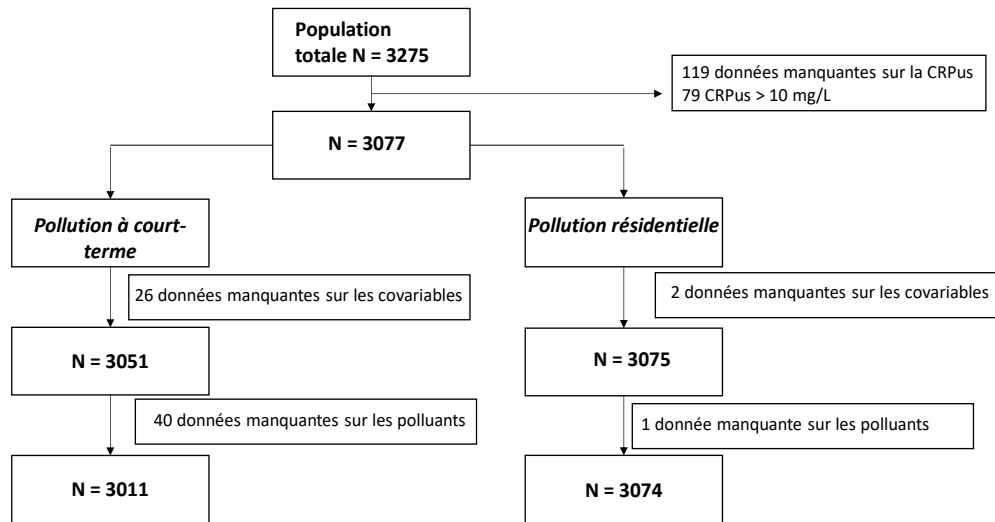 Population
totale N = 3275
119 données manquantes sur la CRPus
79 CRPus > 10 mg/L
N = 3077
Pollution à court-
terme
Pollution résidentielle
26 données manquantes sur les covariables
2 données manquantes sur les covariables
N = 3051
N = 3075
40 données manquantes sur les polluants
1 donnée manquante sur les polluants
N = 3011
N = 3074